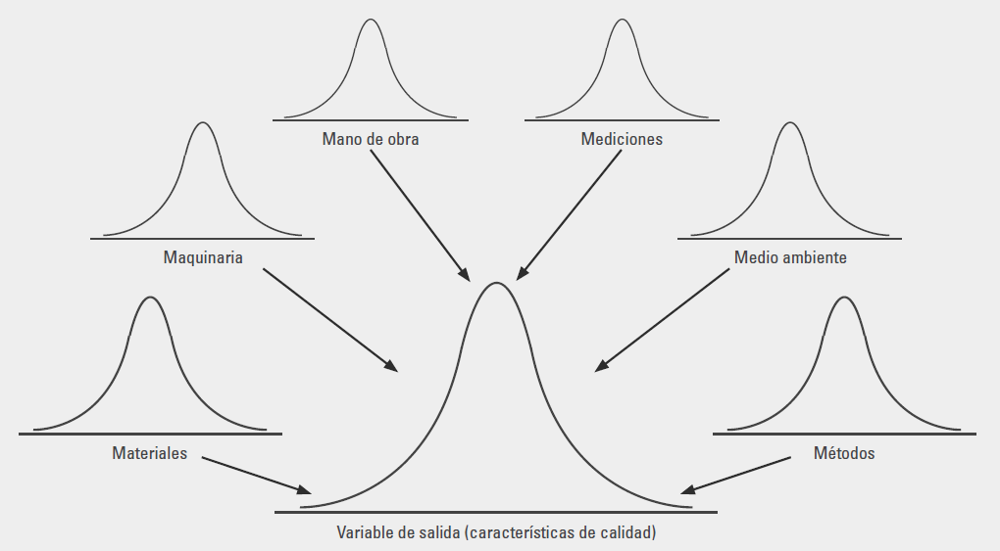 Mano de obra
Mediciones
Maquinaria
Medio ambiente
Materiales
Métodos
Variable de salida (características de calidad)